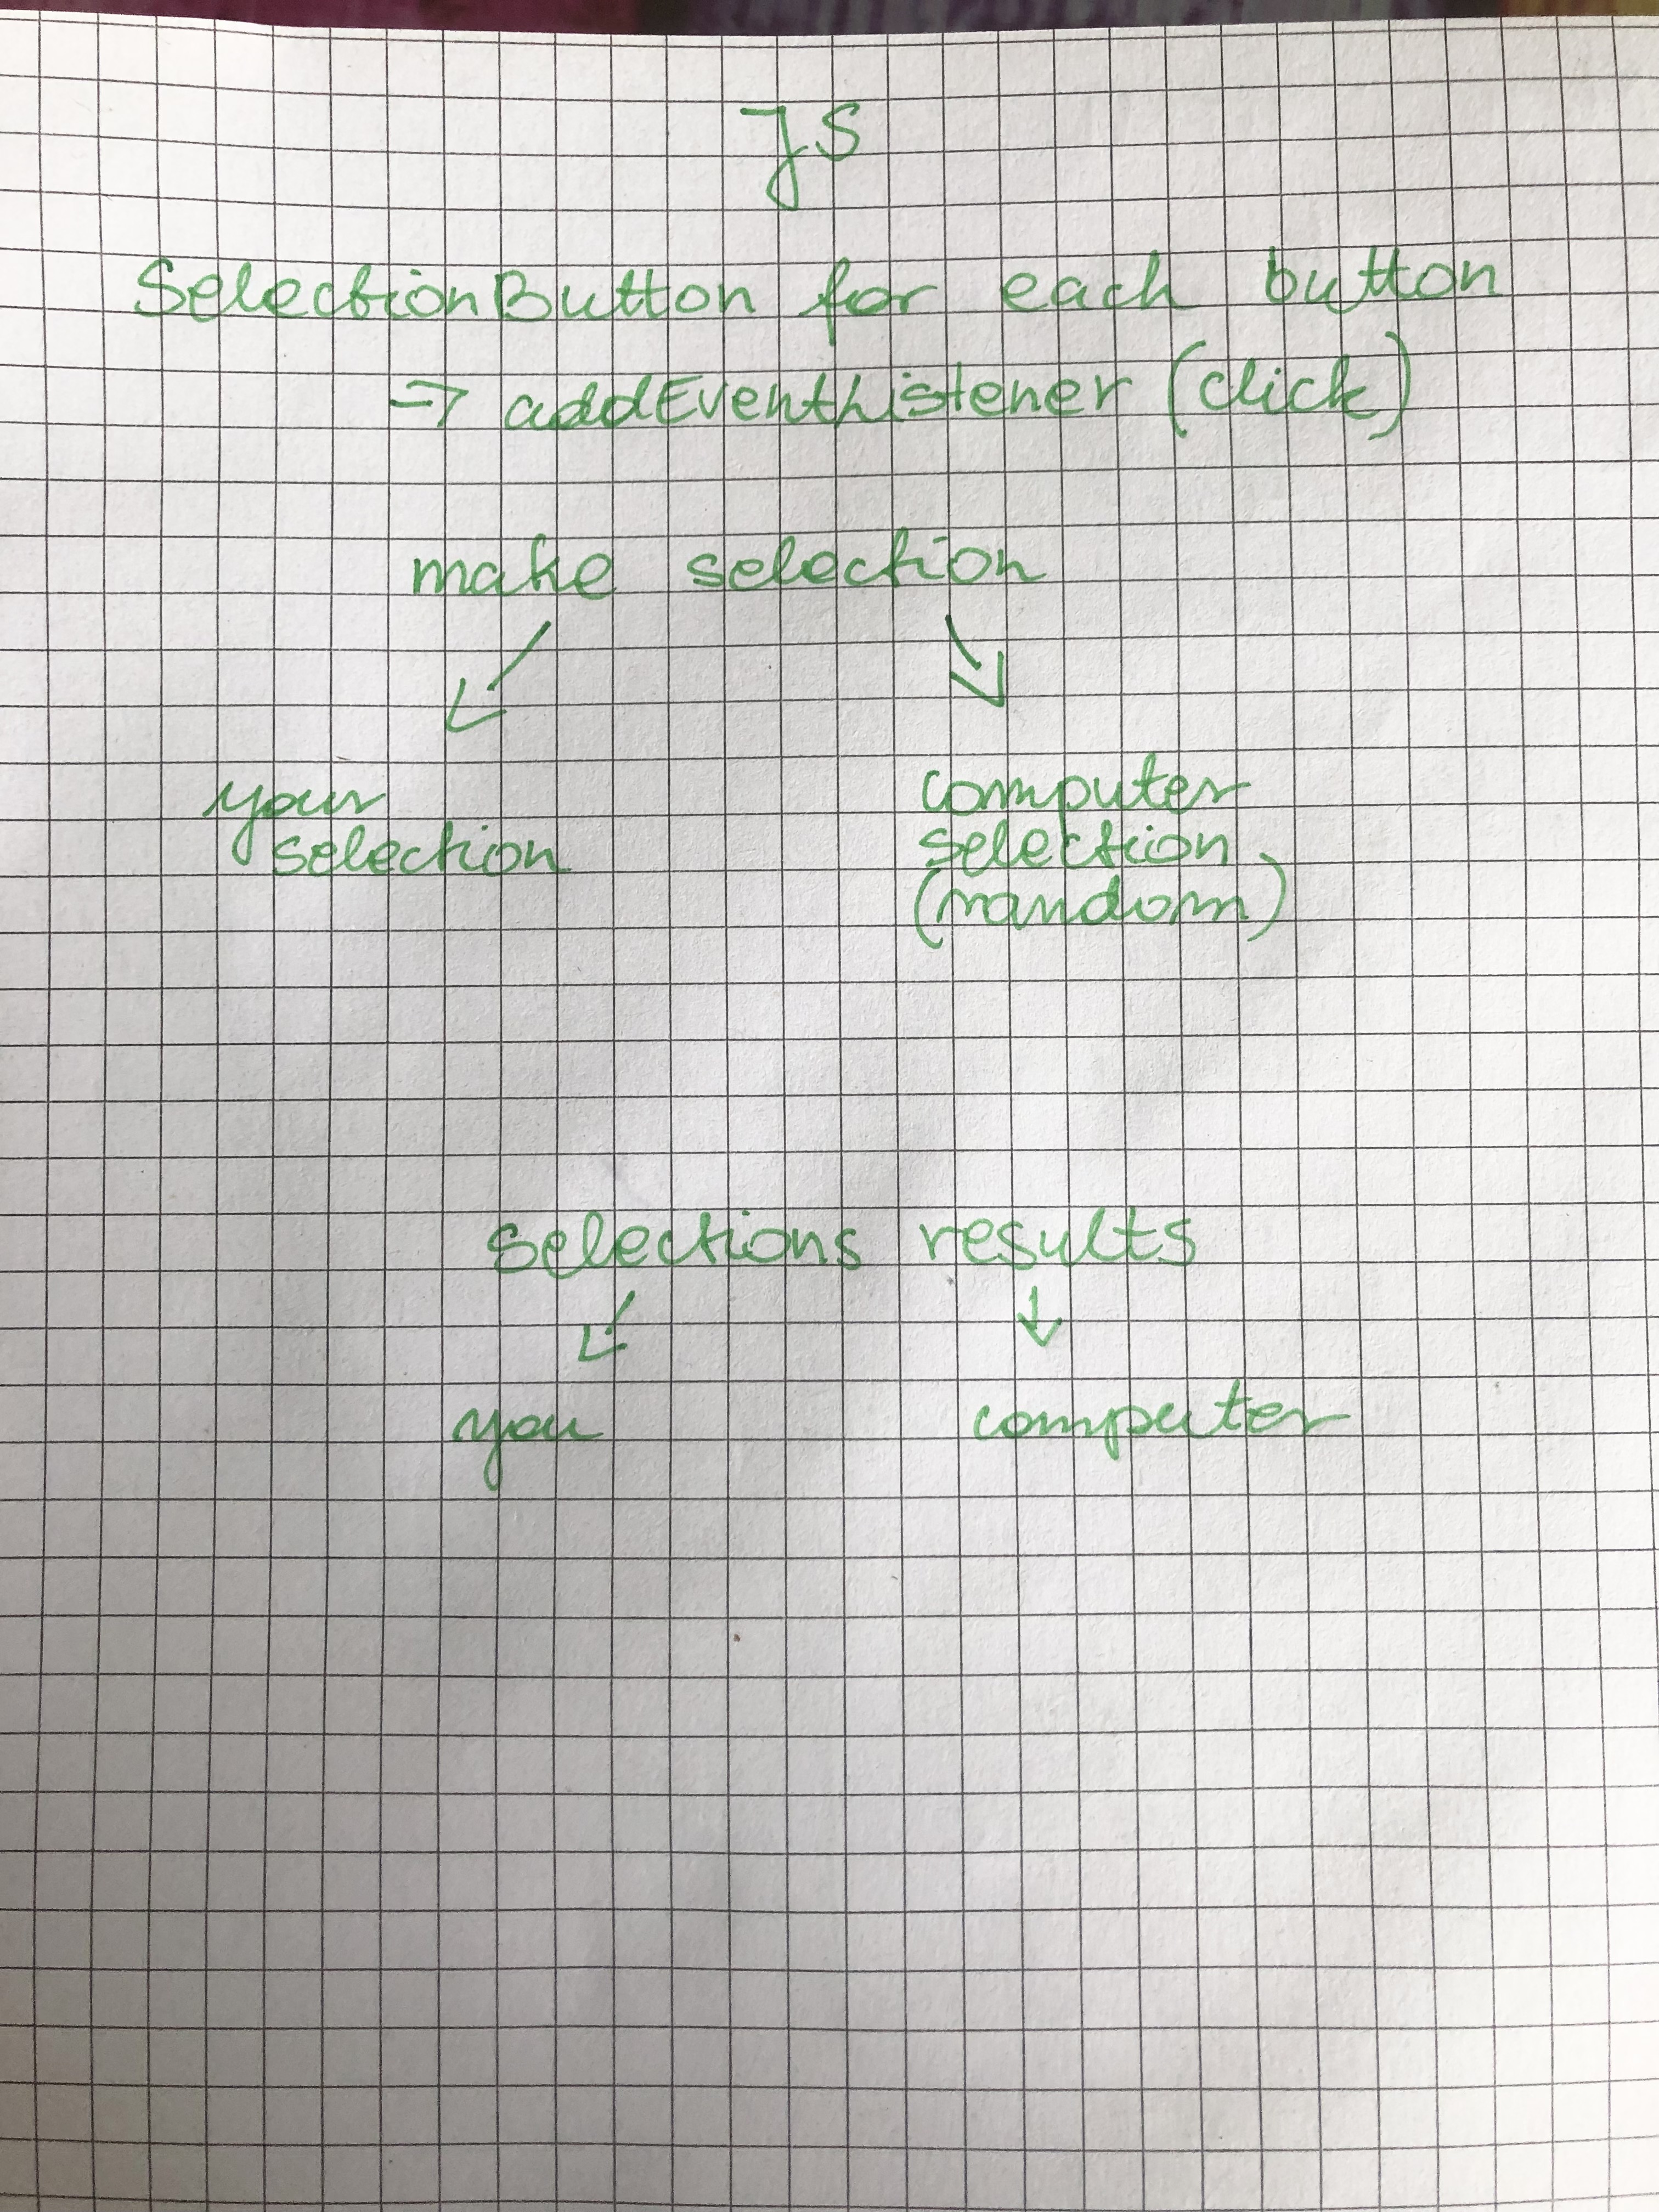 JS
SelectionButton for each button
=> addEventListener (click)
make selection
your
selection
computer
selection
(random)
selections results
you
computer